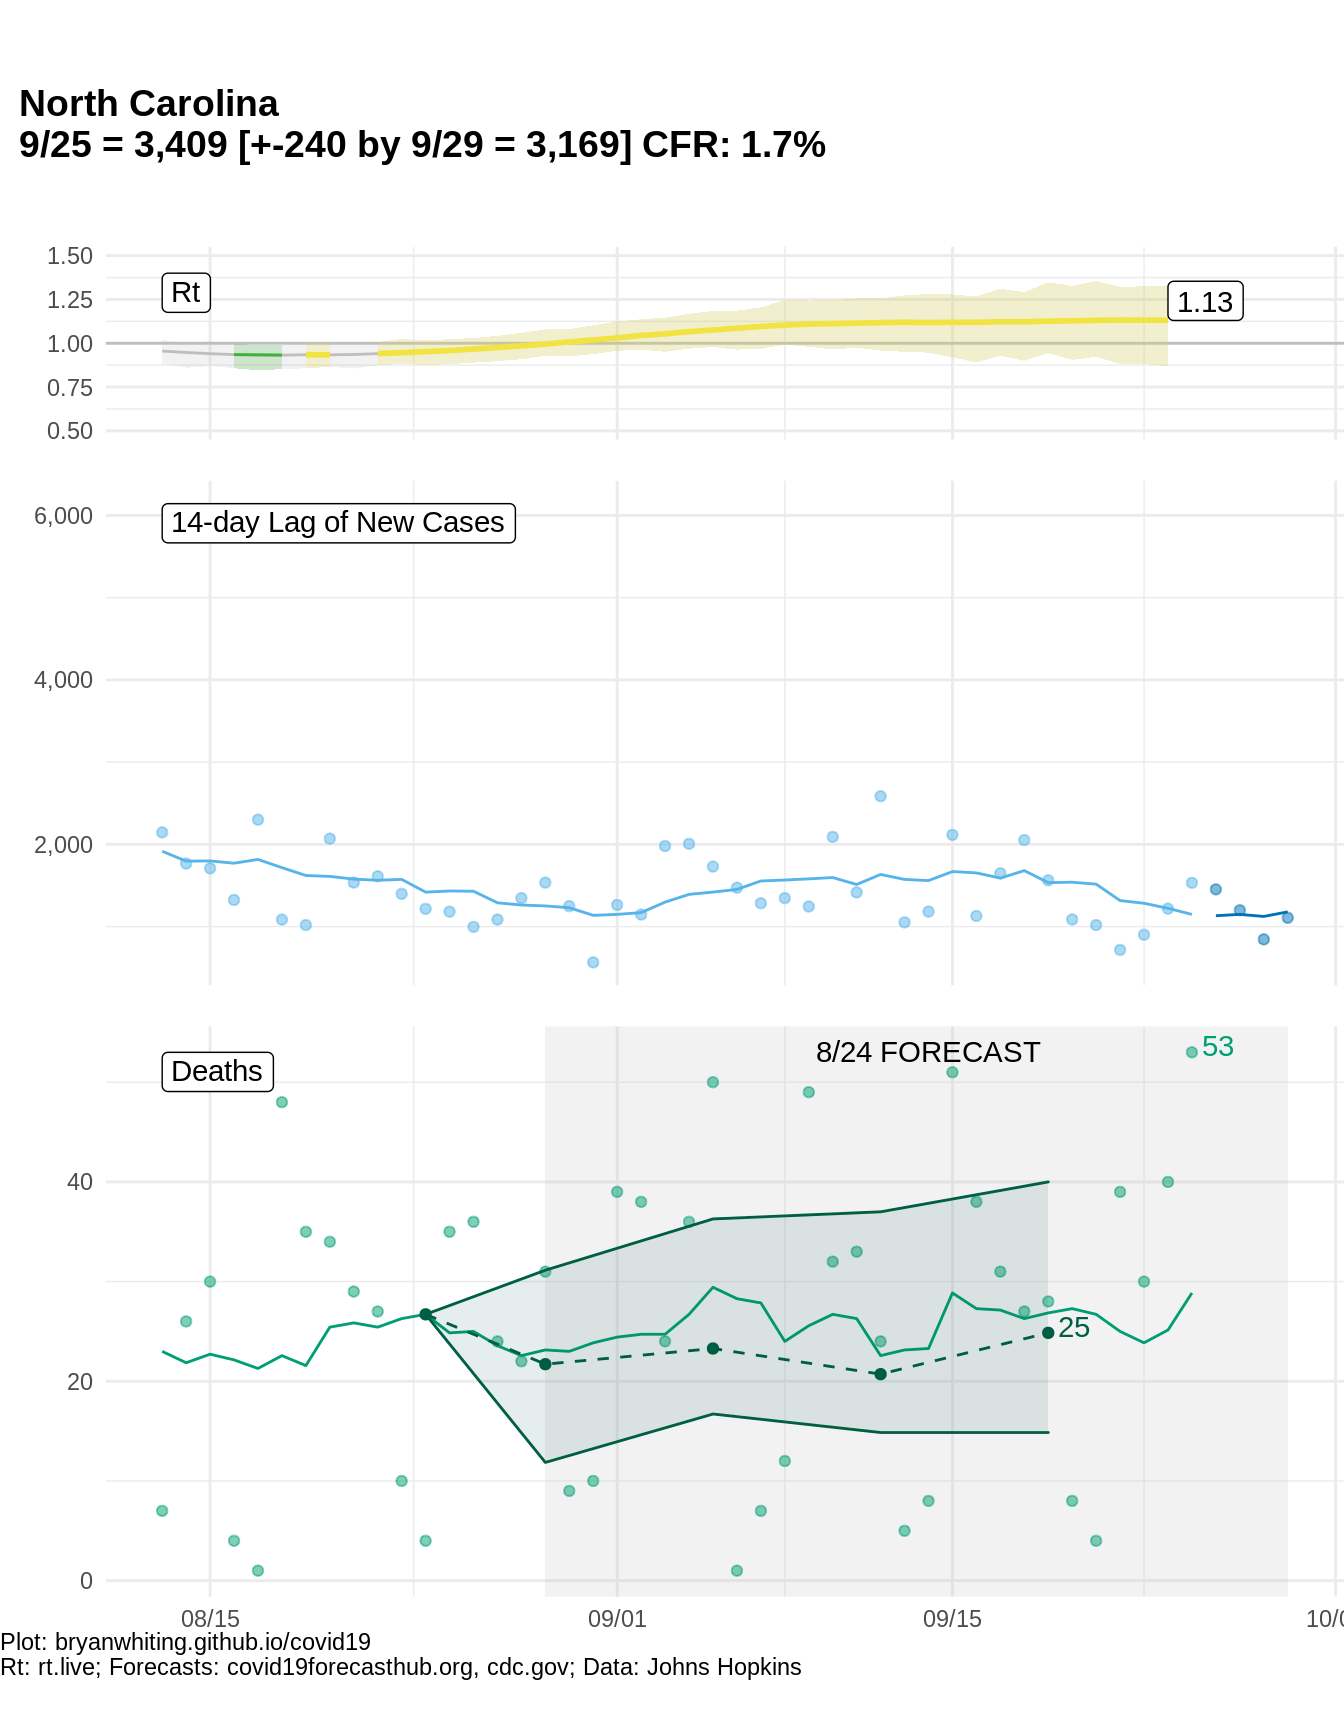 North Carolina
9/25 = 3,409 [+-240 by 9/29 = 3,169] CFR: 1.7%
1.50
1.25
1.00
0.75
0.50
Rt
1.13
6,000
4,000
2,000
14-day Lag of New Cases
40
20
0
Deaths
8/24 FORECAST
53
25
08/15
09/01
09/15
10/0
Plot: bryanwhiting.github.io/covid19
Rt: rt.live; Forecasts: covid19forecasthub.org, cdc.gov; Data: Johns Hopkins